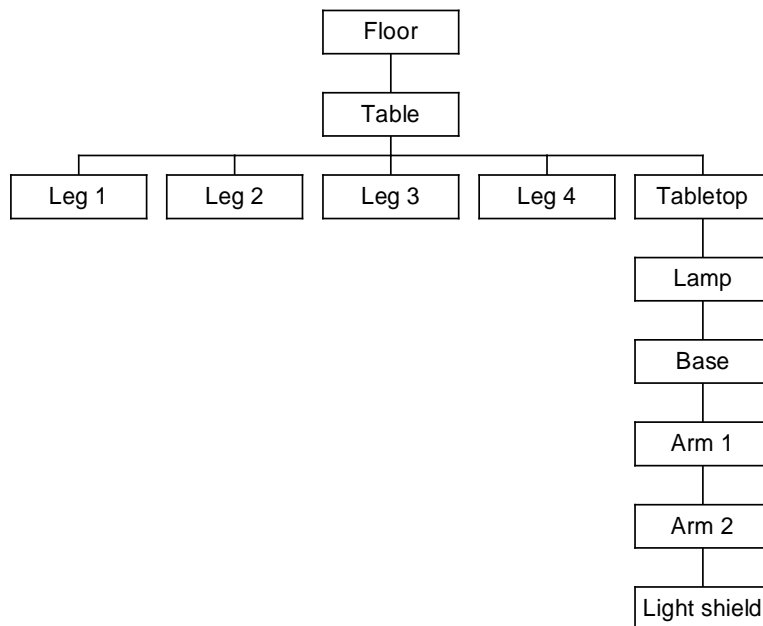 Floor
Table
Leg 1
Leg 2
Leg 3
Leg 4
Tabletop
Lamp
Base
Arm 1
Arm 2
Light shield